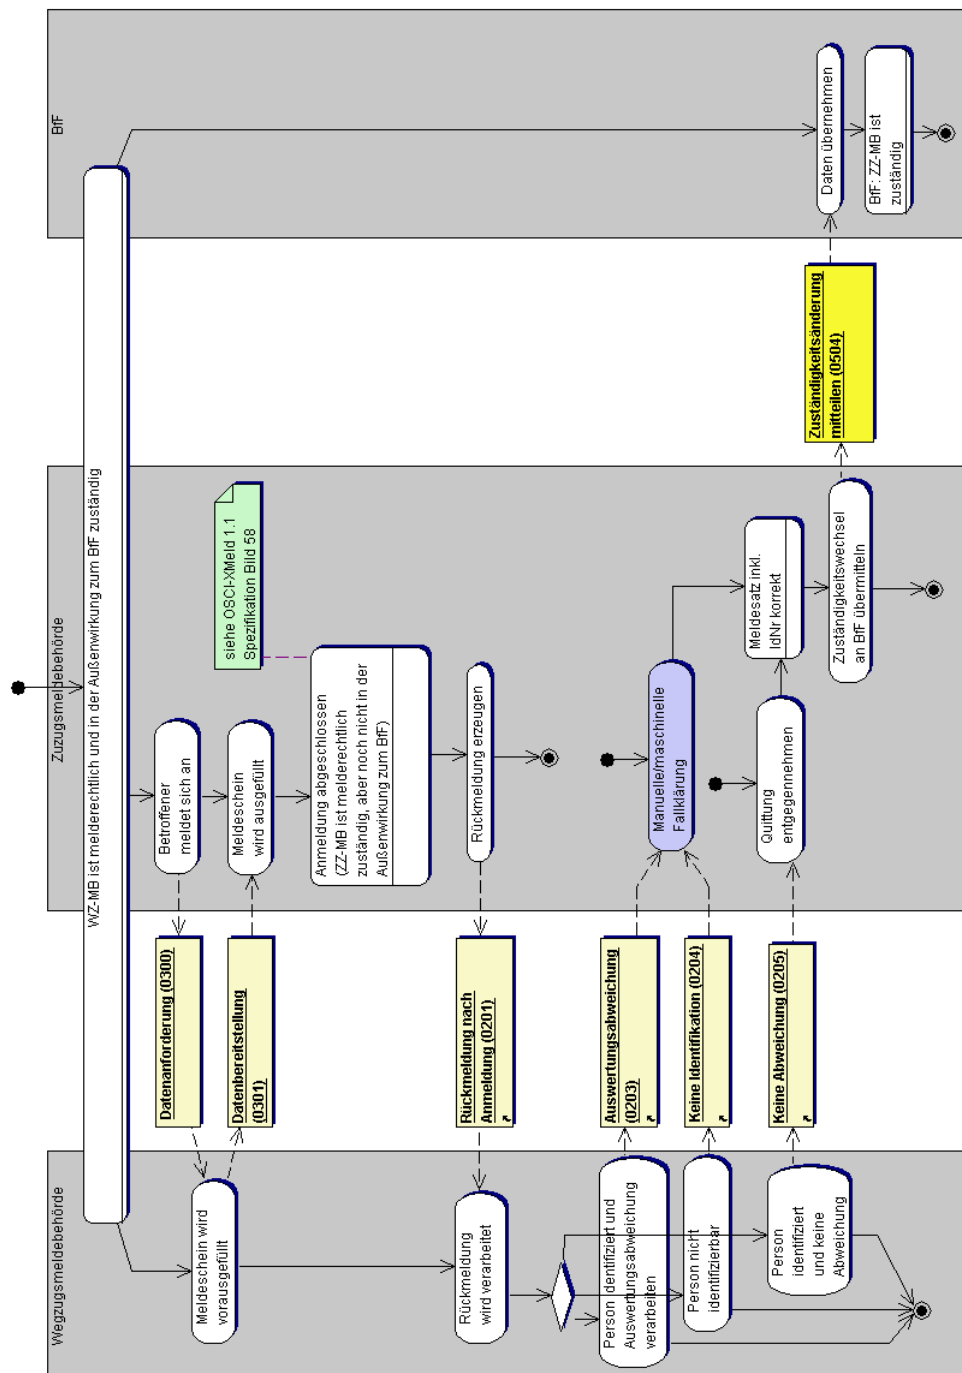 Wegzugsmeldebehörde
Zuzugsmeldebehörde
BfF
WZ-MB ist melderechtlich und in der Außenwirkung zum BfF zuständig
Betroffener
meldet sich an
Datenanforderung (0300)
Meldeschein wird
vorausgefüllt
Datenbereitstellung
(0301)
Meldeschein
wird ausgefüllt
siehe OSCI-XMeld 1.1
Spezifikation Bild 58
Anmeldung abgeschlossen
(ZZ-MB ist melderechtlich
zuständig, aber noch nicht in der
Außenwirkung zum BfF)
Rückmeldung erzeugen
Rückmeldung nach
Anmeldung (0201)
Rückmeldung
wird verarbeitet
Person identifiziert und
Auswertungsabweichung
verarbeiten
Auswertungsabweichung
(0203)
Manuelle/maschinelle
Fallklärung
Person nicht
identifizierbar
Keine Identifikation (0204)
Person
identifiziert
und keine
Abweichung
Keine Abweichung (0205)
Quittung
entgegennehmen
Meldesatz inkl.
IdNr korrekt
Zuständigkeitswechsel
an BfF übermitteln
Zuständigkeitsänderung
mitteilen (0504)
Daten übernehmen
BfF: ZZ-MB ist
zuständig